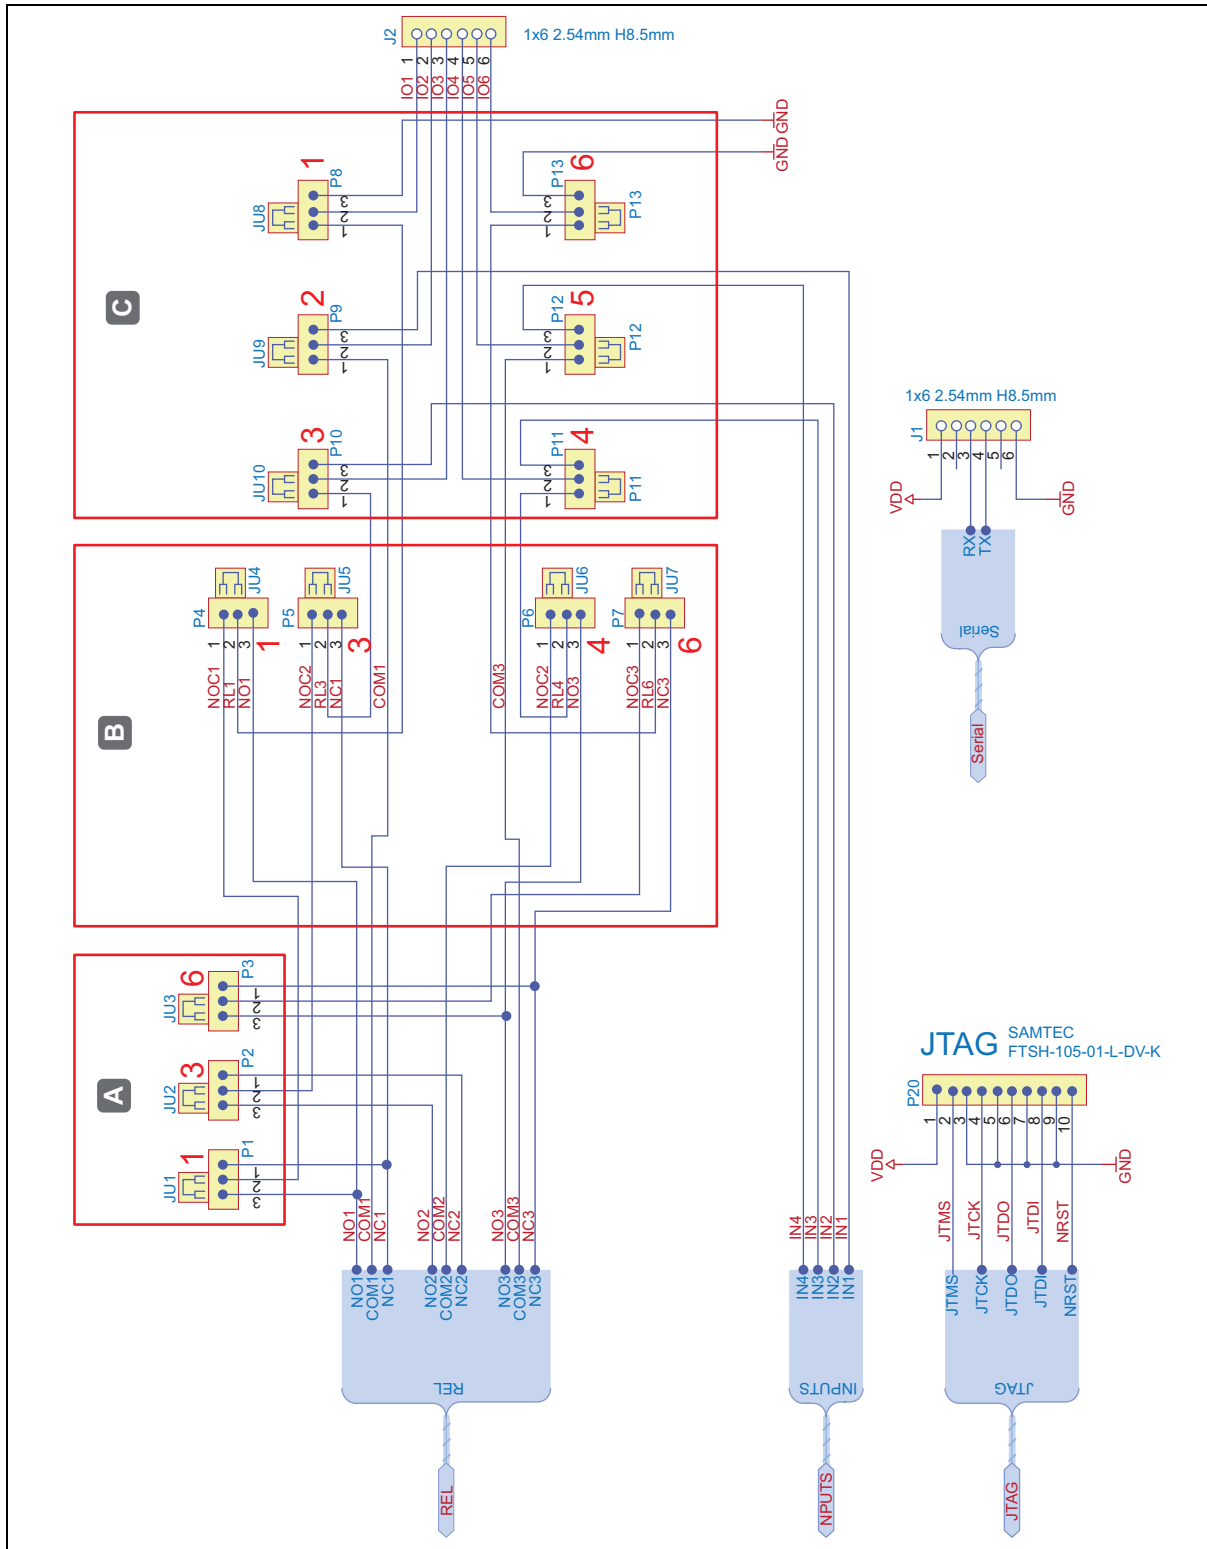 J2
1x6 2.54mm H8.5mm
1
2
3
4
5
6
IO1
IO2
IO3
IO4
IO5
IO6
GND
GND
C
JU8
1
P8
3
2
1
6
P13
P13
3
2
1
JU9
2
P9
3
2
1
5
P12
P12
3
2
1
JU10
3
P10
3
2
1
4
P11
P11
3
2
1
B
P4
JU4
1
2
3
1
NOC1
RL1
NO1
P5
JU5
1
2
3
3
NOC2
RL3
NC1
COM1
COM3
P6
JU6
1
2
3
4
NOC2
RL4
NO3
P7
JU7
1
2
3
6
NOC3
RL6
NC3
A
JU3
6
P3
1
2
3
JU2
3
P2
1
2
3
JU1
1
P1
1
2
3
NO1
COM1
NC1
NO2
COM2
NC2
NO3
COM3
NC3
NO1
COM1
NC1
NO2
COM2
NC2
NO3
COM3
NC3
REL
REL
IN4
IN3
IN2
IN1
IN4
IN3
IN2
IN1
INPUTS
NPUTS
1x6 2.54mm H8.5mm
J1
1
2
3
4
5
6
VDD
GND
RX
TX
Serial
Serial
JTAG
SAMTEC
FTSH-105-01-L-DV-K
P20
1
2
3
4
5
6
7
8
9
10
VDD
GND
JTMS
JTCK
JTDO
JTDI
NRST
JTMS
JTCK
JTDO
JTDI
NRST
JTAG
JTAG